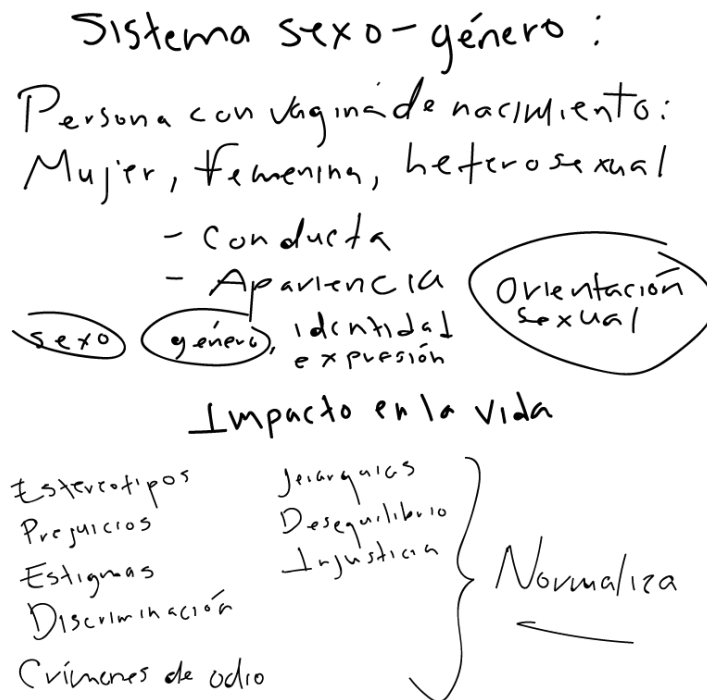 Sistema sexo-género:
Persona con vagina de nacimiento:
Mujer, femenina, heterosexual
- Conducta
- Apariencia
Orientación
sexual
sexo
género,
identidad
expresión
Impacto en la vida
Estereotipos
Prejuicios
Estigmas
Discriminación
Crímenes de odio
Jerarquías
Desequilibrio
Injusticia
Normaliza